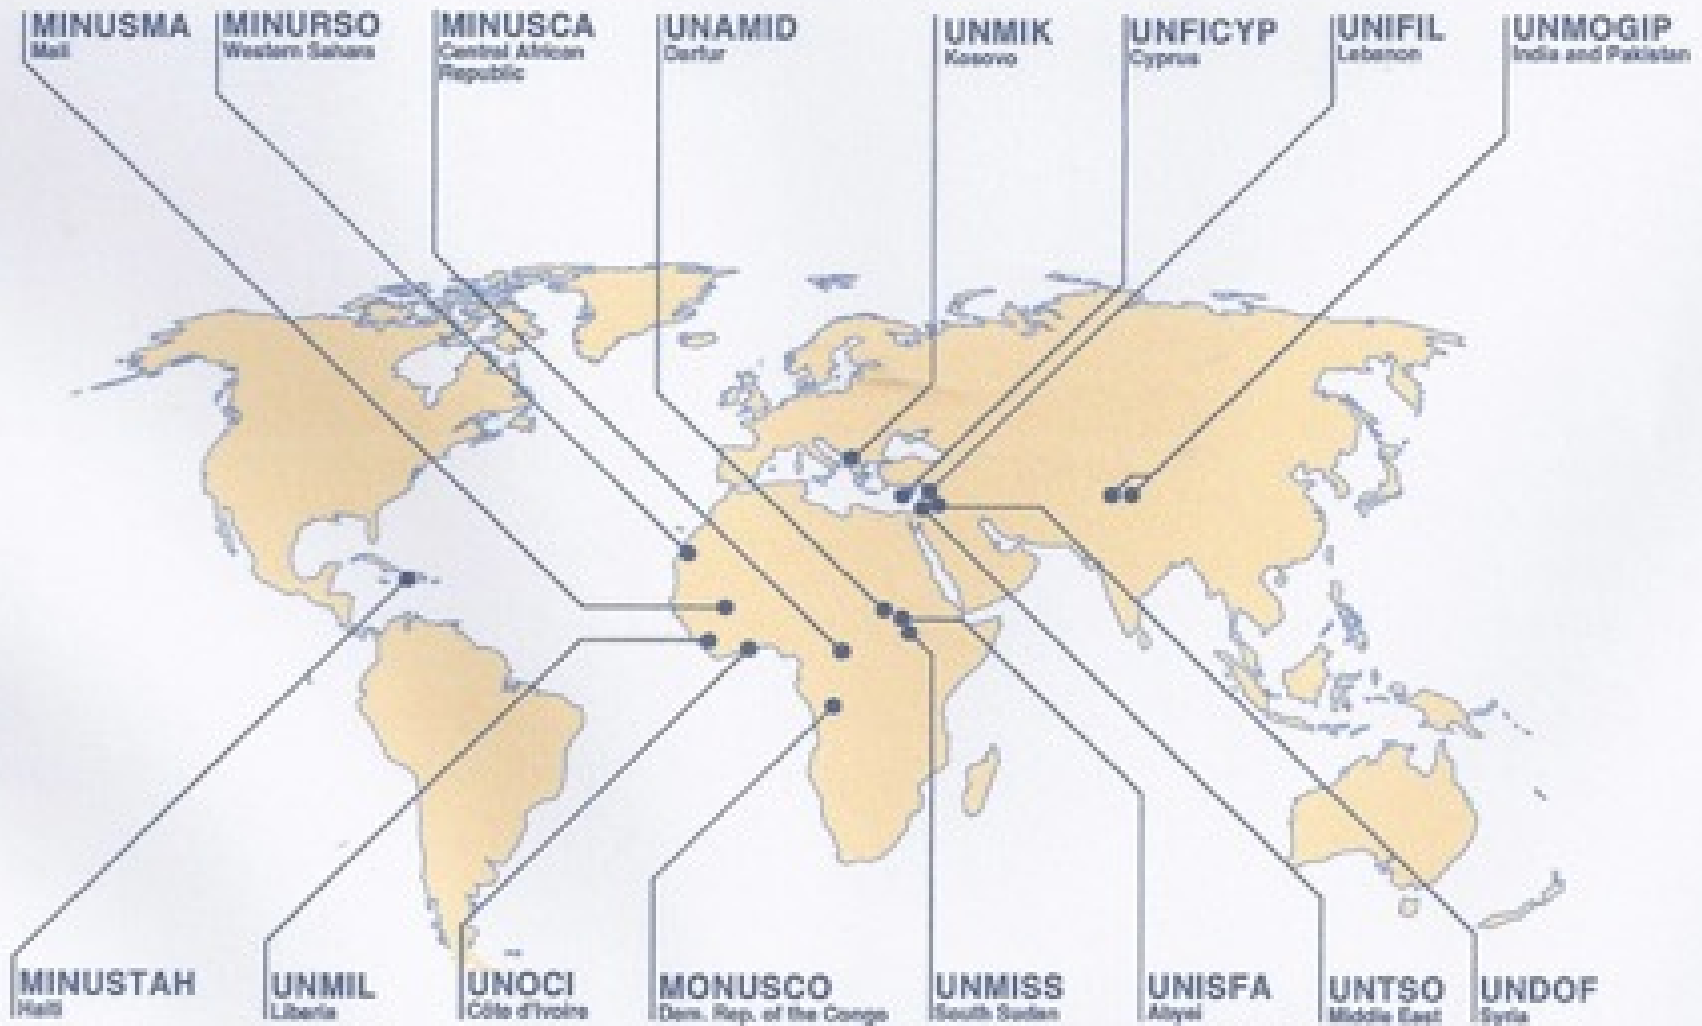 MINUSMA
Mali
MINURSO
Western Sahara
MINUSCA
Central African
Republic
UNAMID
Darfur
UNMIK
Kosovo
UNFICYP
Cyprus
UNIFIL
Lebanon
UNMOGIP
India and Pakistan
MINUSTAH
Haiti
UNMIL
Liberia
UNOCI
Côte d'Ivoire
MONUSCO
Dem. Rep. of the Congo
UNMISS
South Sudan
UNISFA
Abyei
UNTSO
Middle East
UNDOF
Syria